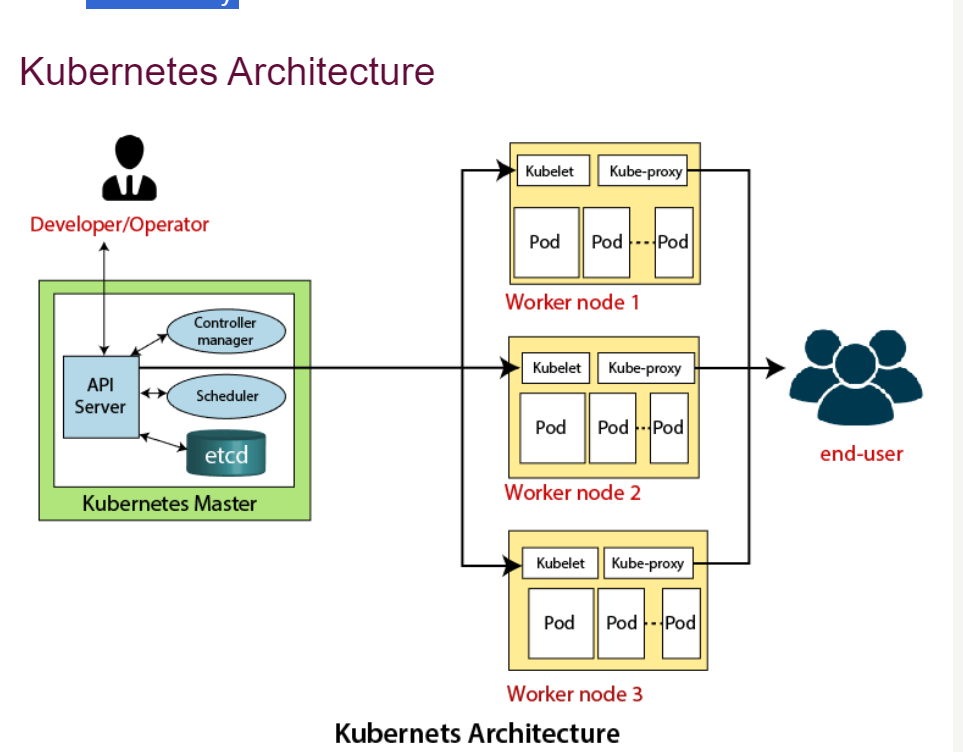 Kubernetes Architecture
Developer/Operator
Controller
manager
API
Server
Scheduler
etcd
Kubernetes Master
Kubelet
Kube-proxy
Pod
Pod
Pod
Worker node 1
Kubelet
Kube-proxy
Pod
Pod
Pod
Worker node 2
Kubelet
Kube-proxy
Pod
Pod
Pod
Worker node 3
end-user
Kubernets Architecture